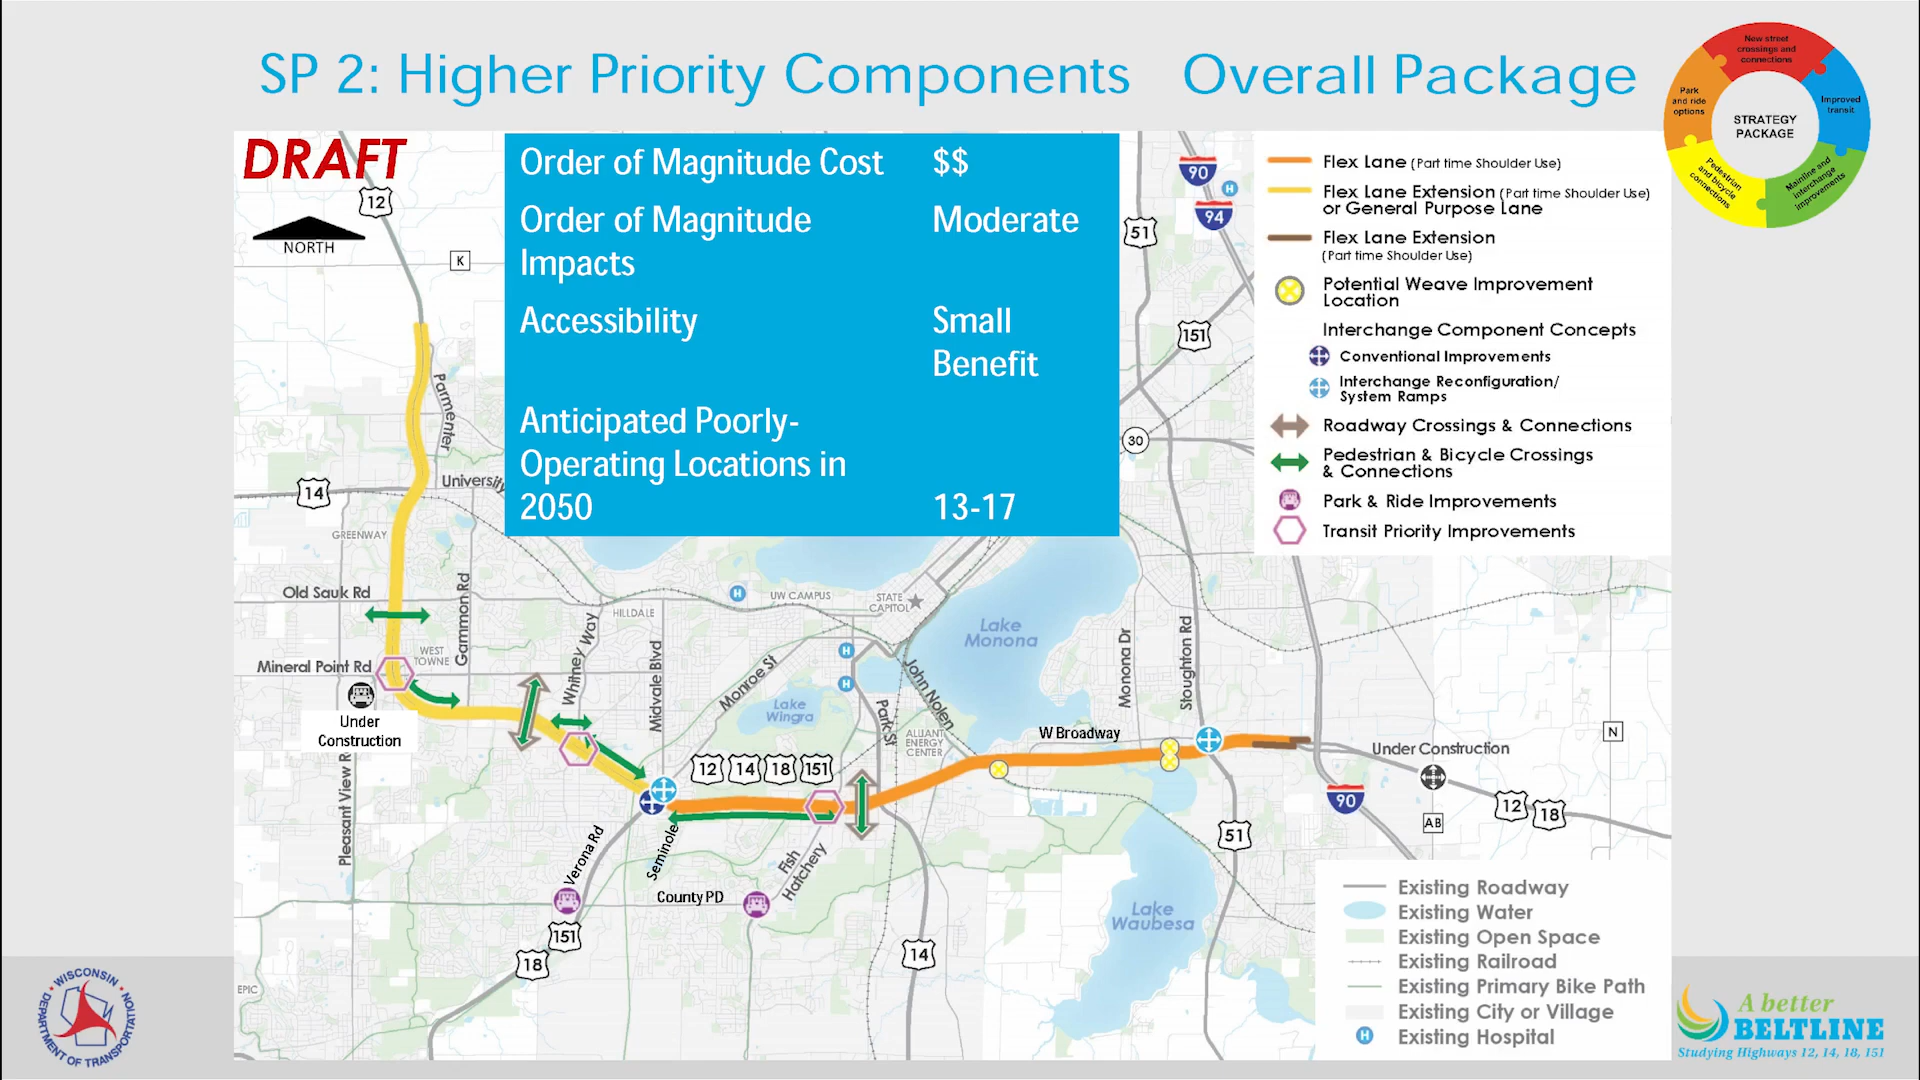 SP 2: Higher Priority Components Overall Package
New street
crossings and
connections
Park
and ride
options
Improved
transit
STRATEGY
PACKAGE
Pedestrian
and bicycle
connections
Mainline and
interchange
improvements
DRAFT
NORTH
Order of Magnitude Cost $$
Order of Magnitude
Impacts
Moderate
Accessibility
Small
Benefit
Anticipated Poorly-
Operating Locations in
2050
13-17
Flex Lane (Part time Shoulder Use)
Flex Lane Extension (Part time Shoulder Use)
or General Purpose Lane
Flex Lane Extension
(Part time Shoulder Use)
Potential Weave Improvement
Location
Interchange Component Concepts
Conventional Improvements
Interchange Reconfiguration/
System Ramps
Roadway Crossings & Connections
Pedestrian & Bicycle Crossings
& Connections
Park & Ride Improvements
Transit Priority Improvements
12
K
90
H
94
51
151
30
Parmenter
14
University
GREENWAY
Old Sauk Rd
Gammon Rd
HILLDALE
H
UW CAMPUS
STATE
CAPITOL
Lake
Monona
Mineral Point Rd
WEST
TOWNE
Whitney Way
Midvale Blvd
Monroe St
H
H
John Nolen
Monona Dr
Stoughton Rd
Under
Construction
Lake
Wingra
Park St
ALLIANT
ENERGY
CENTER
W Broadway
N
12 14 18 151
Under Construction
90
12 18
AB
51
Pleasant View R
Verona Rd
Seminole
Fish
Hatchery
County PD
151
18
14
Lake
Waubesa
EPIC
Existing Roadway
Existing Water
Existing Open Space
Existing Railroad
Existing Primary Bike Path
Existing City or Village
H Existing Hospital
WISCONSIN
DEPARTMENT OF TRANSPORTATION
A better
BELTLINE
Studying Highways 12, 14, 18, 151